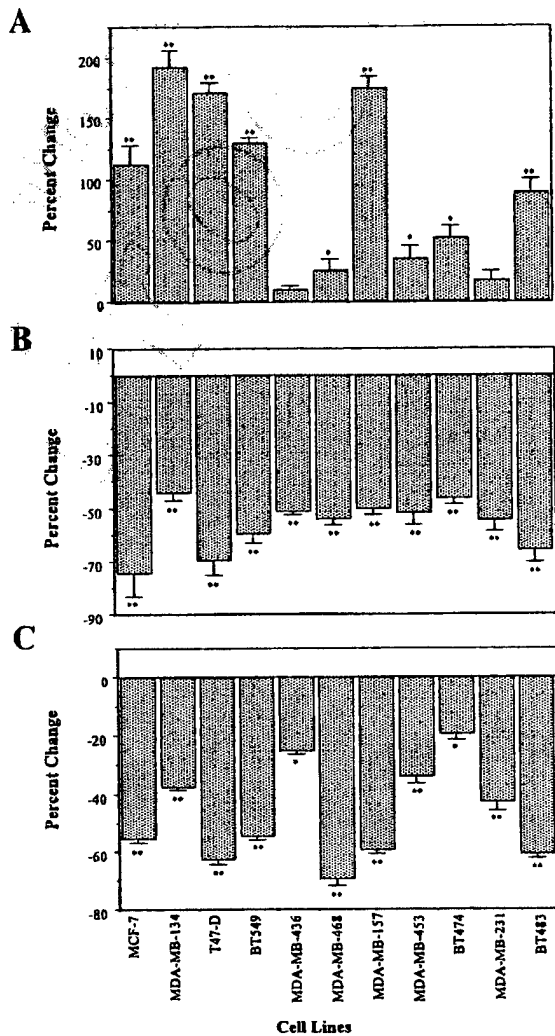 A
Percent Change
200
150
100
50
0
** ** ** ** * ** * * **
B
Percent Change
10
-10
-30
-50
-70
-90
** ** ** ** ** ** ** ** ** ** **
C
Percent Change
0
-20
-40
-60
-80
** ** ** ** * ** ** ** * ** **
MCF-7
MDA-MB-134
T47-D
BT549
MDA-MB-436
MDA-MB-468
MDA-MB-157
MDA-MB-453
BT474
MDA-MB-231
BT483
Cell Lines